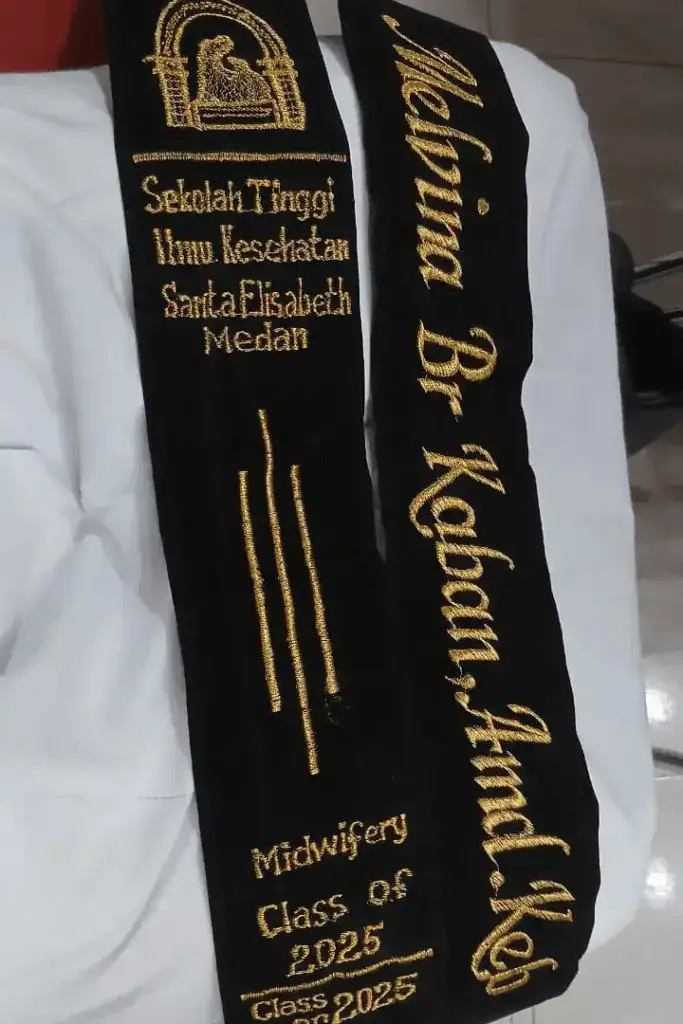 Sekolah Tinggi
Ilmu Kesehatan
Santa Elisabeth
Medan
Midwifery
Class of
2025
Class
2025
Melvina Br Kaban,Amd.Keb